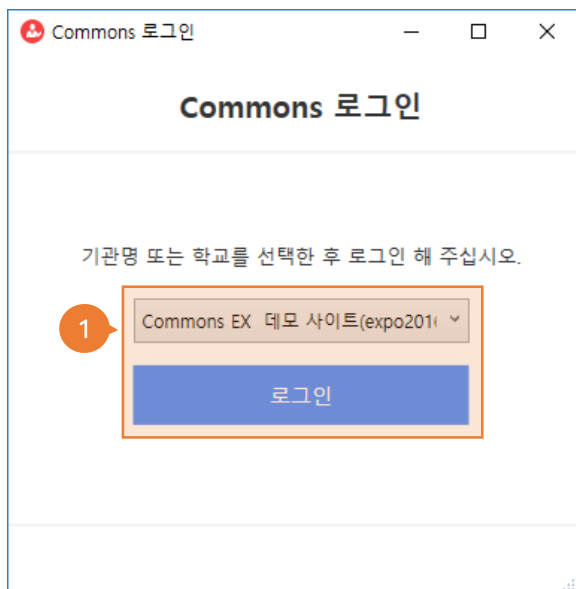 Commons 로그인
Commons 로그인
기관명 또는 학교를 선택한 후 로그인 해 주십시오.
1
Commons EX 데모 사이트(expo201
로그인